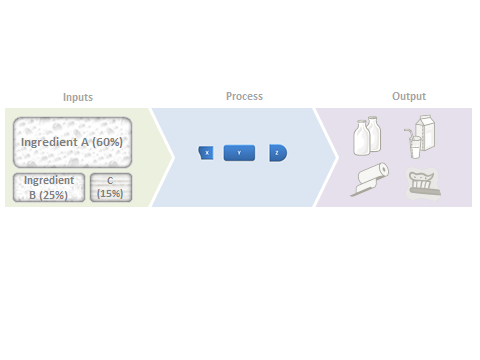 Inputs
Process
Output
Ingredient A (60%)
Ingredient
B (25%)
C
(15%)
X
Y
Z